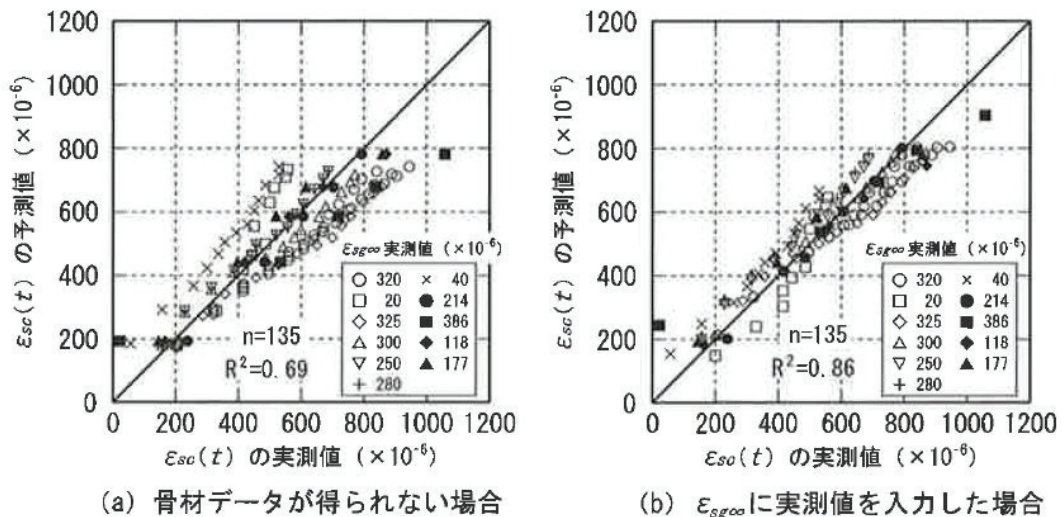 1200
1000
800
600
400
200
0
εsc(t) の予測値 (×10⁻⁶)
εsg∞ 実測値 (×10⁻⁶)
○ 320 × 40
□ 20 ● 214
◇ 325 ■ 386
△ 300 ◆ 118
▽ 250 ▲ 177
+ 280
n=135
R²=0.69
0 200 400 600 800 1000 1200
εsc(t) の実測値 (×10⁻⁶)
(a) 骨材データが得られない場合
1200
1000
800
600
400
200
0
εsc(t) の予測値 (×10⁻⁶)
εsg∞ 実測値 (×10⁻⁶)
○ 320 × 40
□ 20 ● 214
◇ 325 ■ 386
△ 300 ◆ 118
▽ 250 ▲ 177
+ 280
n=135
R²=0.86
0 200 400 600 800 1000 1200
εsc(t) の実測値 (×10⁻⁶)
(b) εsg∞に実測値を入力した場合